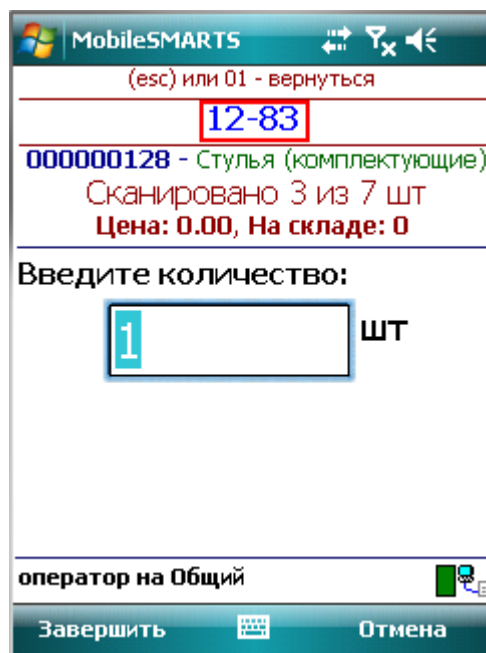 MobileSMARTS
(esc) или 01 - вернуться
12-83
000000128 - Стулья (комплектующие)
Сканировано 3 из 7 шт
Цена: 0.00, На складе: 0
Введите количество:
1 шт
оператор на Общий
Завершить Отмена